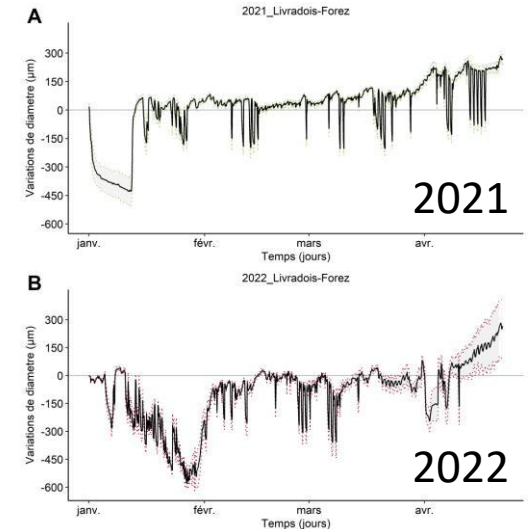 A
2021_Livradois-Forez
Variations de diametre (µm)
300
150
0
-150
-300
-450
-600
2021
janv.
févr.
mars
avr.
Temps (jours)
B
2022_Livradois-Forez
Variations de diametre (µm)
300
150
0
-150
-300
-450
-600
2022
janv.
févr.
mars
avr.
Temps (jours)